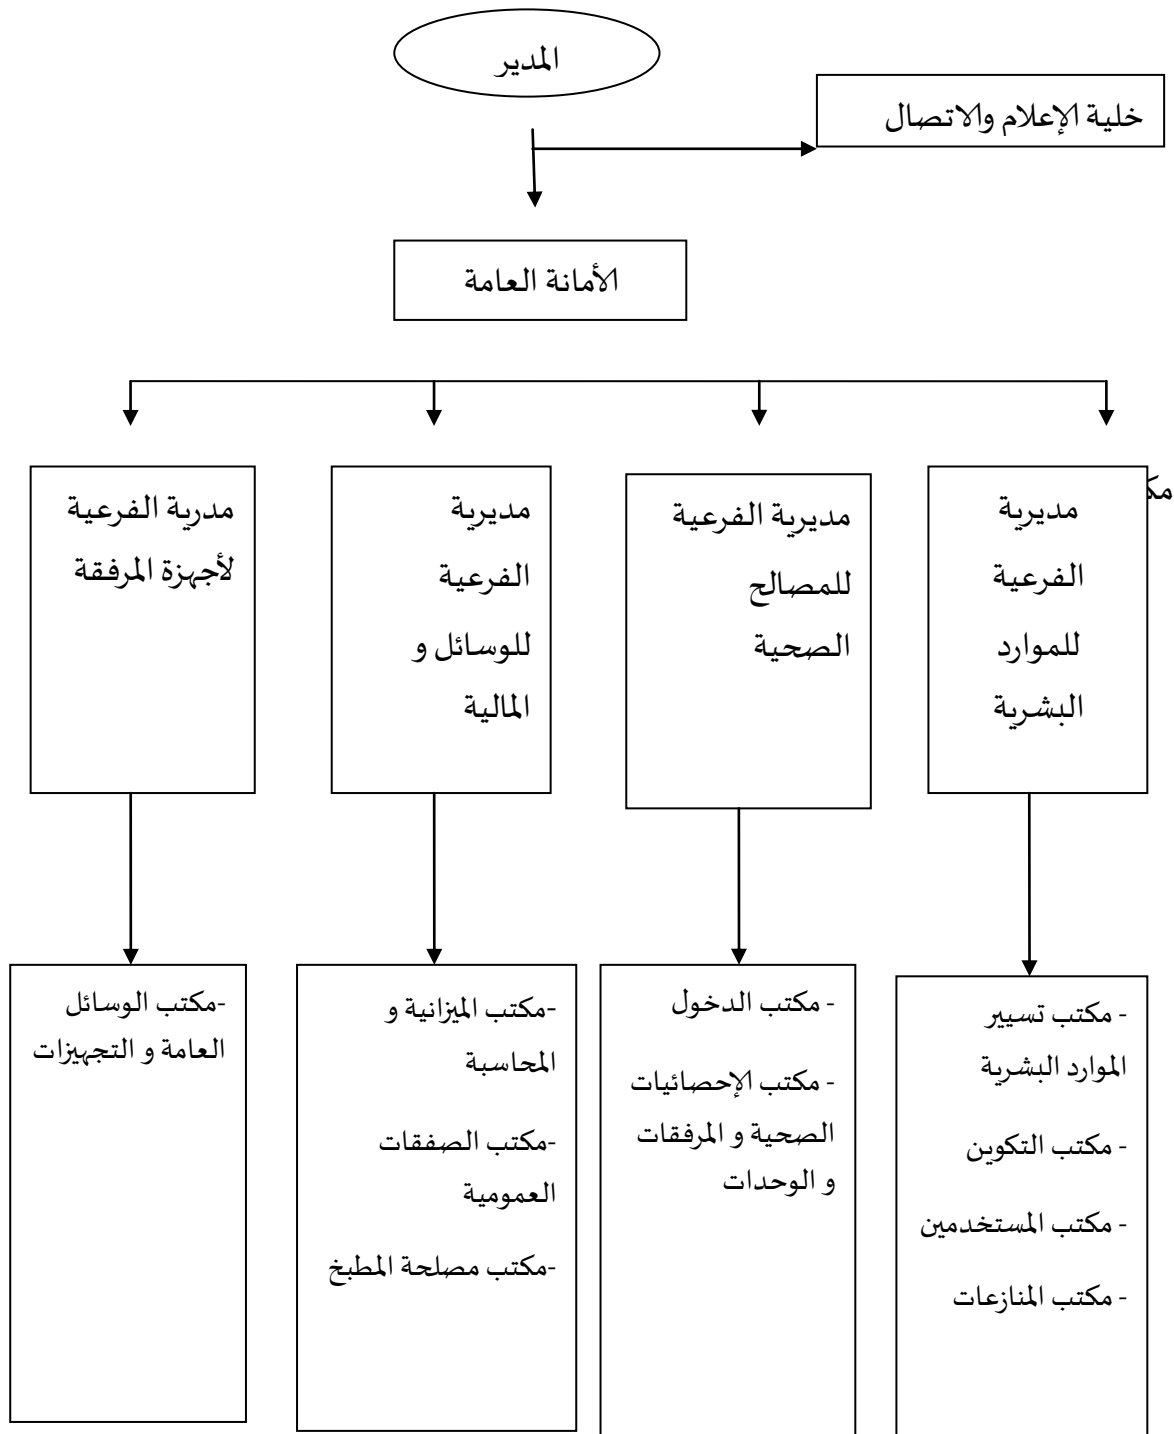 المدير
خلية الإعلام والاتصال
الأمانة العامة
مديرية
الفرعية
للموارد
البشرية
مديرية الفرعية
للمصالح
الصحية
مديرية
الفرعية
للوسائل و
المالية
مدرية الفرعية
لأجهزة المرفقة
- مكتب تسيير
الموارد البشرية
- مكتب التكوين
- مكتب المستخدمين
- مكتب المنازعات
- مكتب الدخول
- مكتب الإحصائيات
الصحية و المرفقات
و الوحدات
-مكتب الميزانية و
المحاسبة
-مكتب الصفقات
العمومية
-مكتب مصلحة المطبخ
-مكتب الوسائل
العامة و التجهيزات